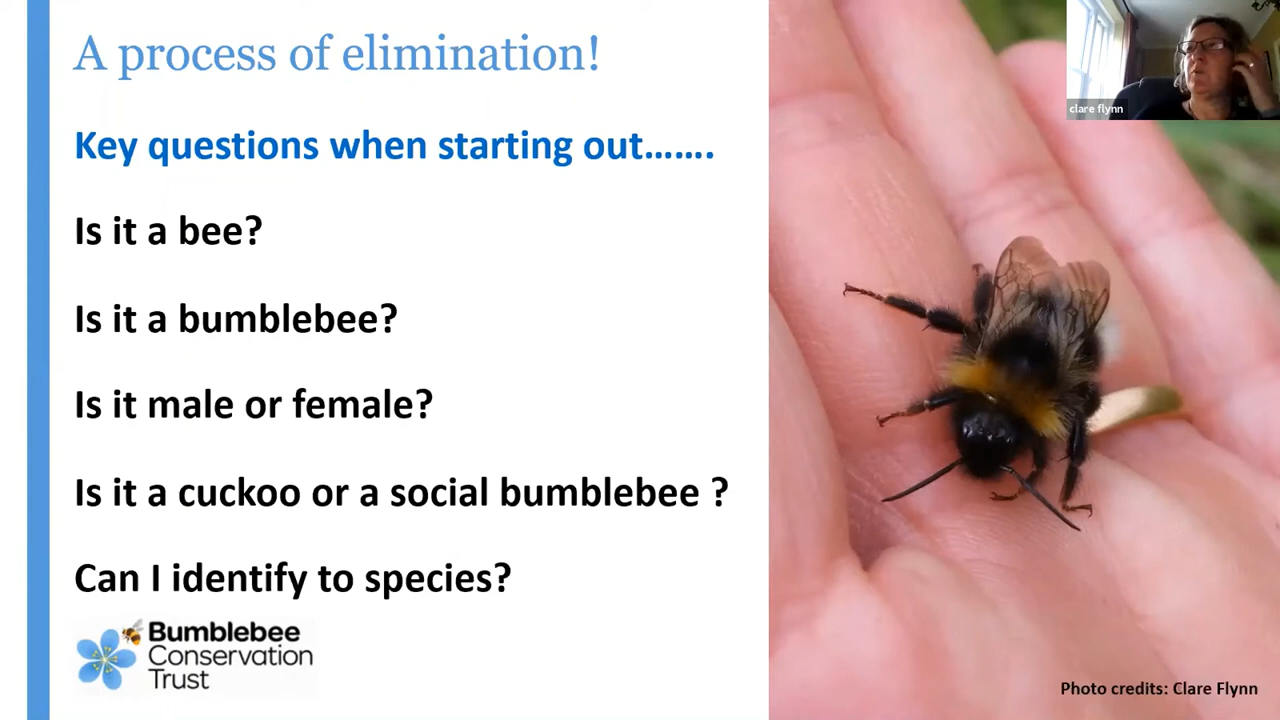 A process of elimination!
clare flynn
Key questions when starting out.......
Is it a bee?
Is it a bumblebee?
Is it male or female?
Is it a cuckoo or a social bumblebee ?
Can I identify to species?
Bumblebee
Conservation
Trust
Photo credits: Clare Flynn